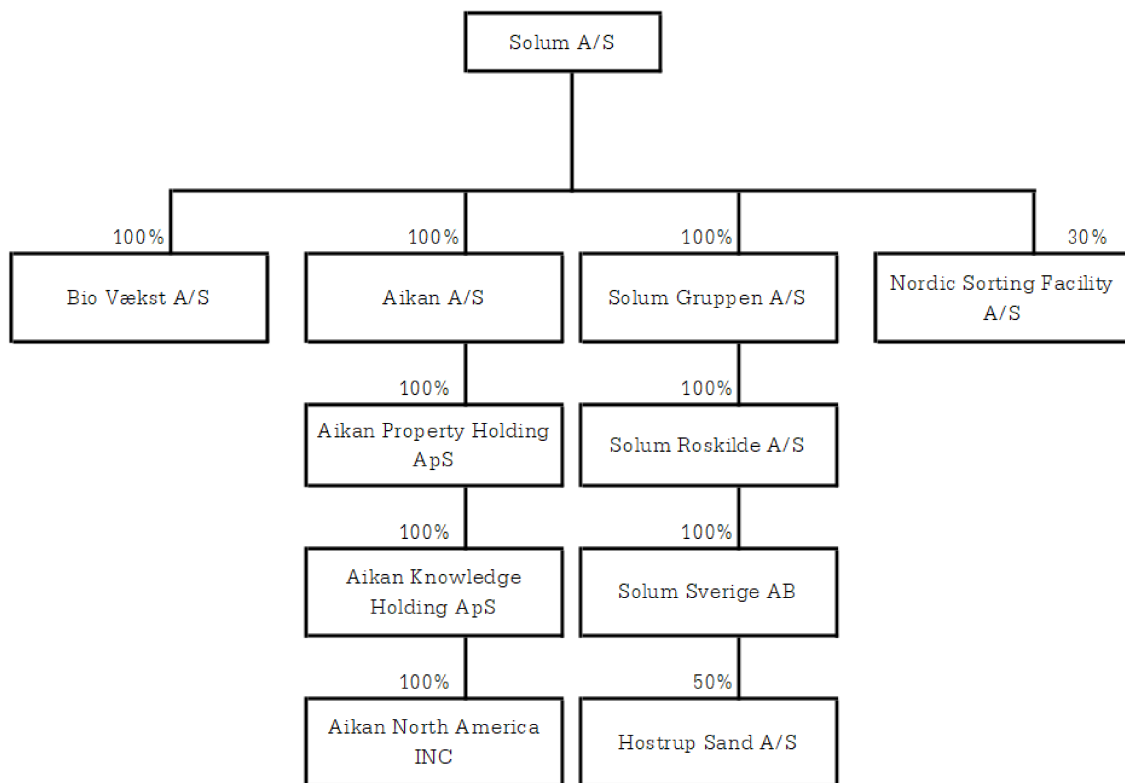 Solum A/S
100%
100%
100%
30%
Bio Vækst A/S
Aikan A/S
Solum Gruppen A/S
Nordic Sorting Facility
A/S
100%
100%
Aikan Property Holding
ApS
Solum Roskilde A/S
100%
100%
Aikan Knowledge
Holding ApS
Solum Sverige AB
100%
50%
Aikan North America
INC
Hostrup Sand A/S